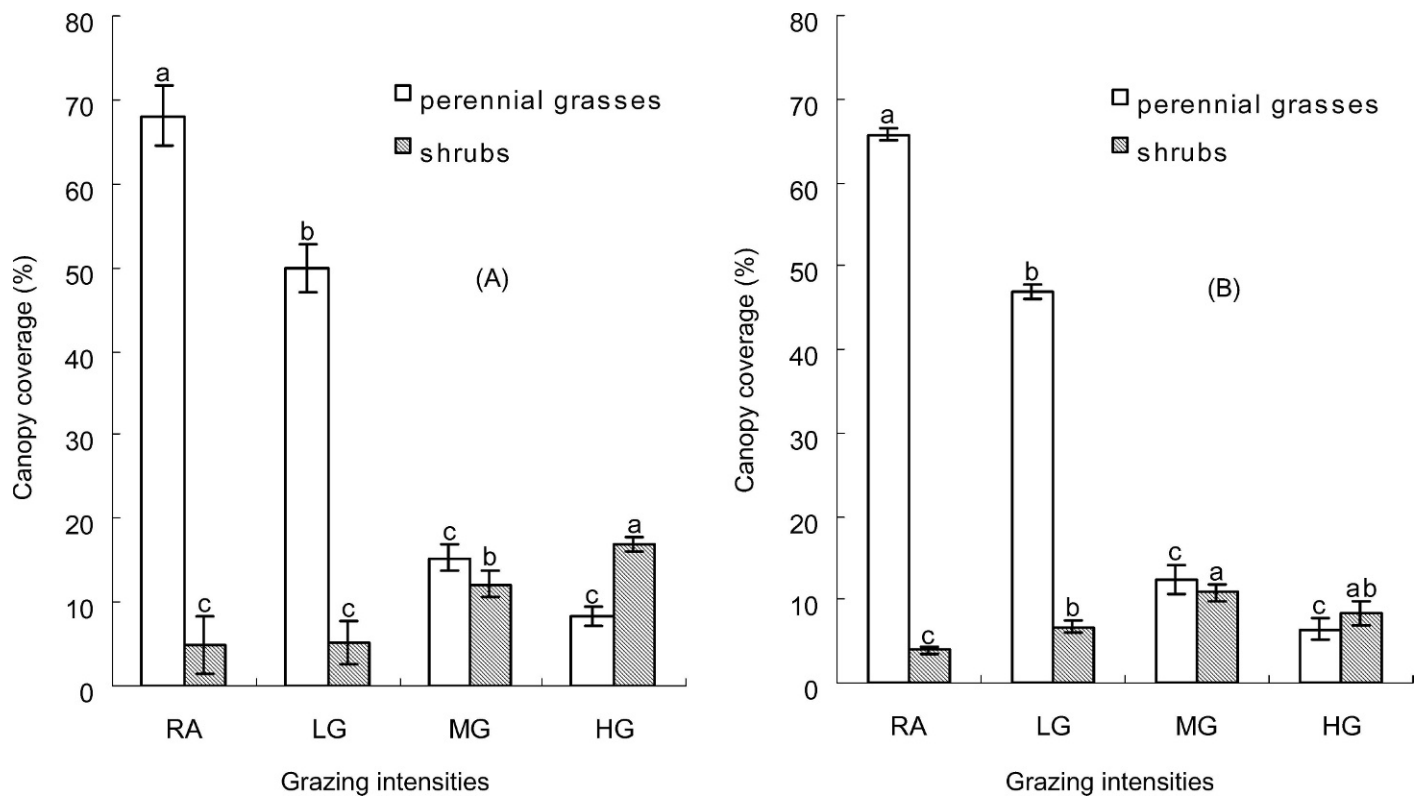 80
70
60
50
40
30
20
10
0
Canopy coverage (%)
a
c
b
c
c
b
c
a
perennial grasses
shrubs
(A)
RA LG MG HG
Grazing intensities
80
70
60
50
40
30
20
10
0
Canopy coverage (%)
a
c
b
b
c
a
c
ab
perennial grasses
shrubs
(B)
RA LG MG HG
Grazing intensities